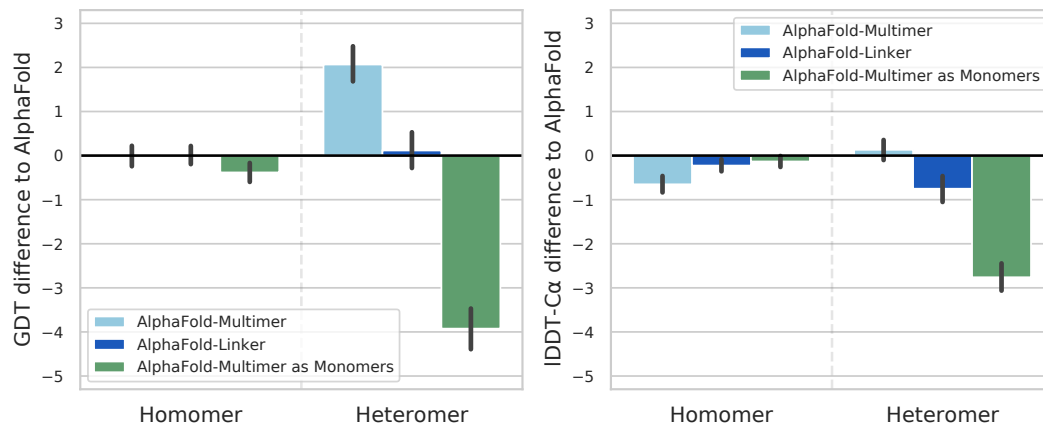 GDT difference to AlphaFold
3
2
1
0
−1
−2
−3
−4
−5
AlphaFold-Multimer
AlphaFold-Linker
AlphaFold-Multimer as Monomers
Homomer
Heteromer
lDDT-Cα difference to AlphaFold
3
2
1
0
−1
−2
−3
−4
−5
AlphaFold-Multimer
AlphaFold-Linker
AlphaFold-Multimer as Monomers
Homomer
Heteromer